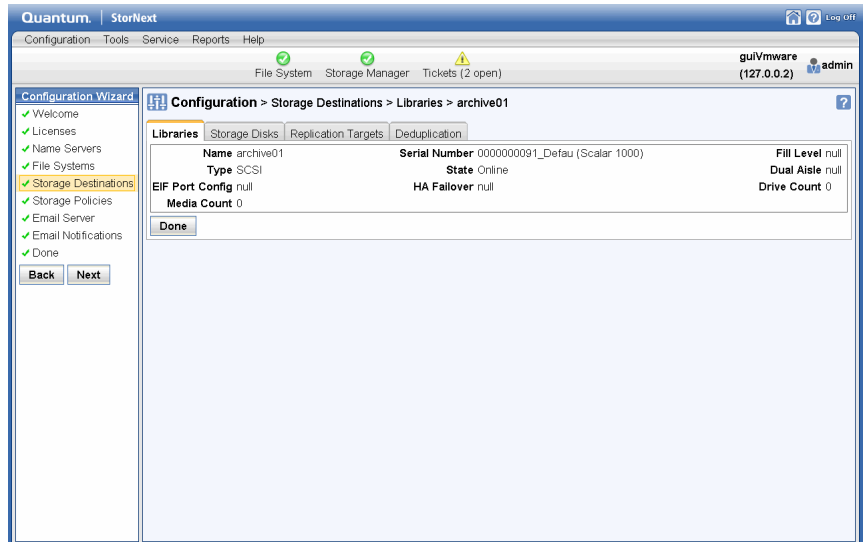 Quantum. StorNext Log Off
Configuration Tools Service Reports Help
File System Storage Manager Tickets (2 open)
guiVmware
(127.0.0.2)
admin
Configuration Wizard
Welcome
Licenses
Name Servers
File Systems
Storage Destinations
Storage Policies
Email Server
Email Notifications
Done
Back Next
Configuration > Storage Destinations > Libraries > archive01
Libraries Storage Disks Replication Targets Deduplication
Name archive01 Serial Number 0000000091_Defau (Scalar 1000) Fill Level null
Type SCSI State Online Dual Aisle null
EIF Port Config null HA Failover null Drive Count 0
Media Count 0
Done